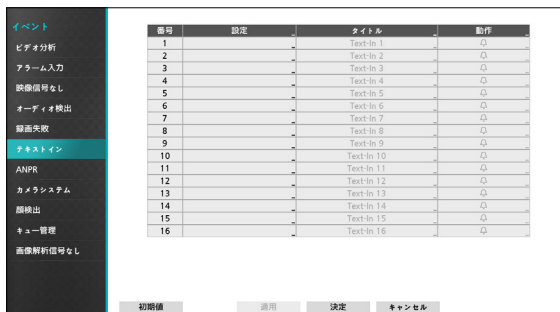 イベント
ビデオ分析
アラーム入力
映像信号なし
オーディオ検出
録画失敗
テキストイン
ANPR
カメラシステム
顔検出
キュー管理
画像解析信号なし
番号 設定 タイトル 動作
1 Text-In 1
2 Text-In 2
3 Text-In 3
4 Text-In 4
5 Text-In 5
6 Text-In 6
7 Text-In 7
8 Text-In 8
9 Text-In 9
10 Text-In 10
11 Text-In 11
12 Text-In 12
13 Text-In 13
14 Text-In 14
15 Text-In 15
16 Text-In 16
初期値 適用 決定 キャンセル